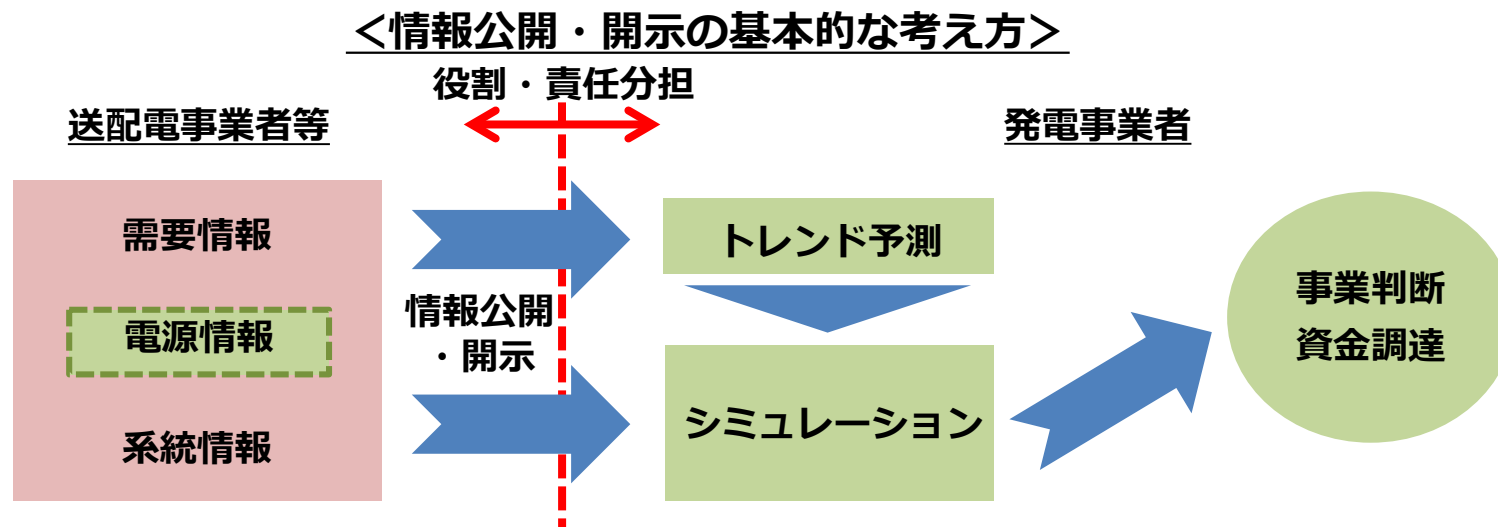 <情報公開・開示の基本的な考え方>
役割・責任分担
送配電事業者等
発電事業者
需要情報
電源情報
系統情報
情報公開
・開示
トレンド予測
シミュレーション
事業判断
資金調達